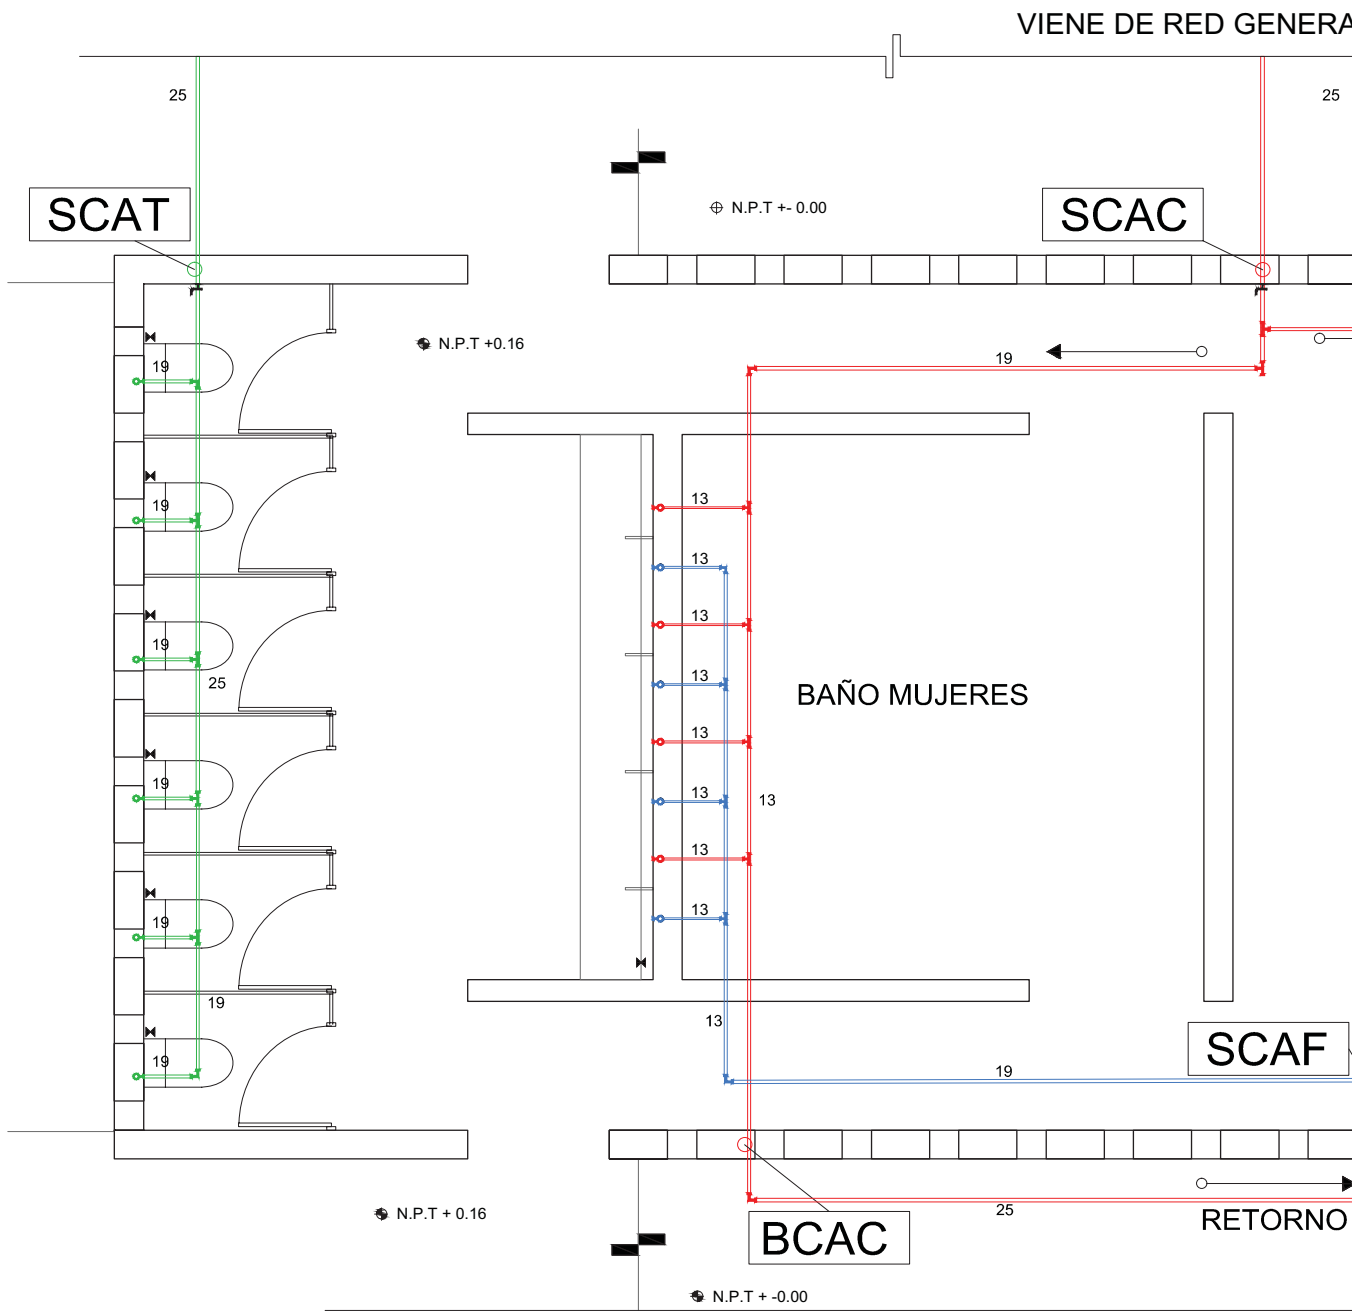 VIENE DE RED GENERA
25
25
SCAT
N.P.T +- 0.00
SCAC
N.P.T +0.16
19
19
13
19
13
13
19
13
25
BAÑO MUJERES
13
19
13
13
13
13
19
19
13
SCAF
19
19
25
N.P.T + 0.16
RETORNO
BCAC
N.P.T + -0.00